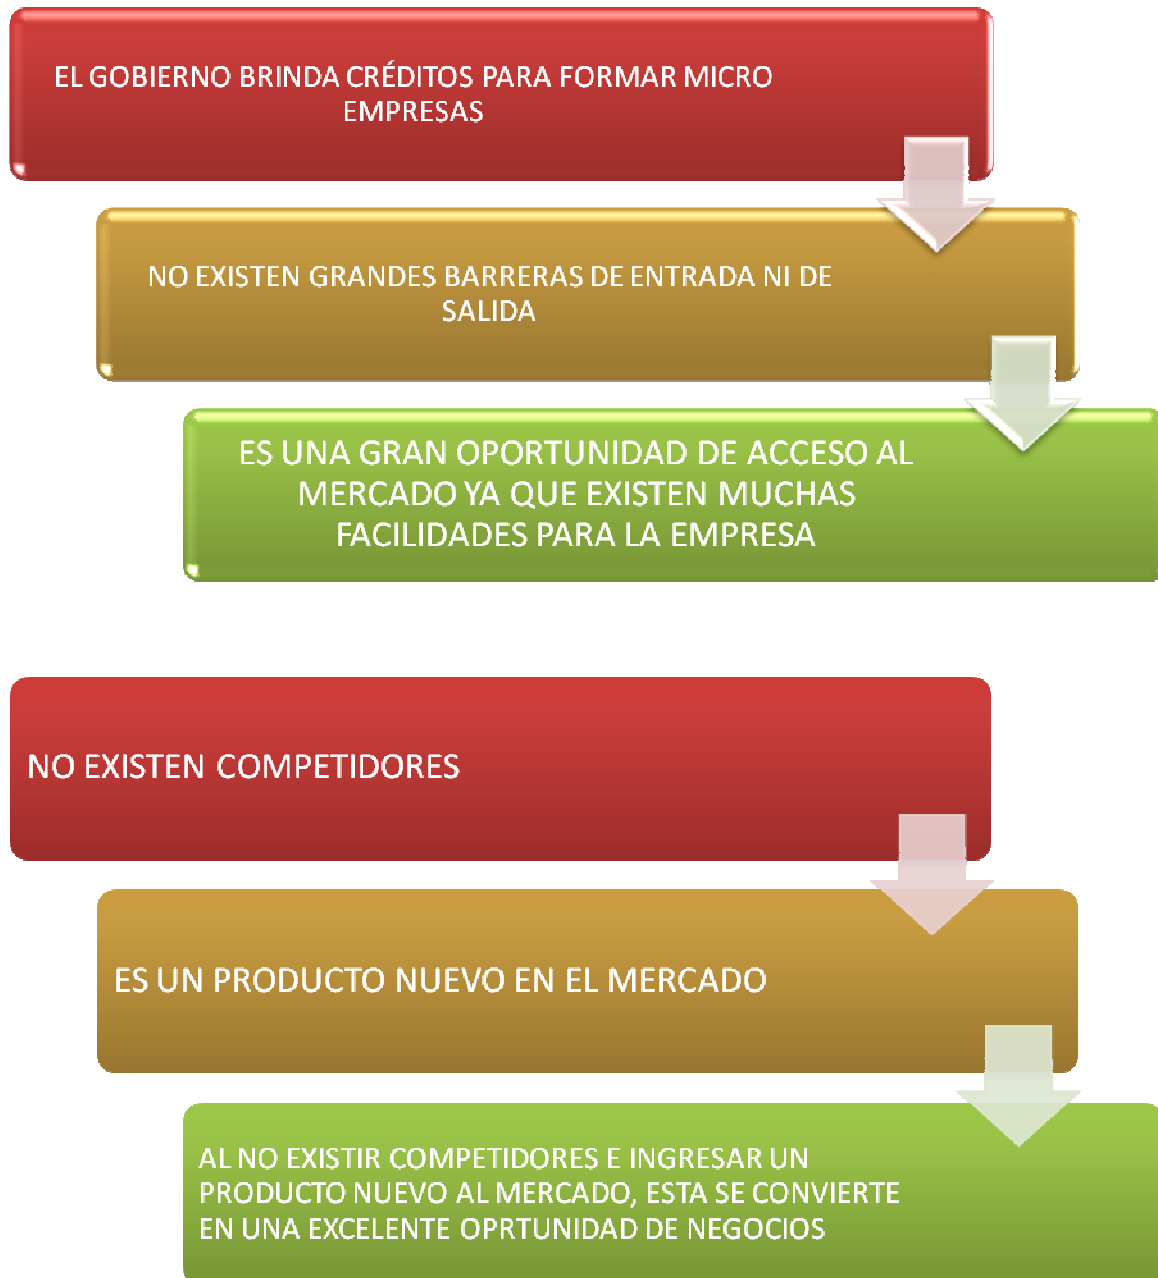 EL GOBIERNO BRINDA CRÉDITOS PARA FORMAR MICRO
EMPRESAS
NO EXISTEN GRANDES BARRERAS DE ENTRADA NI DE
SALIDA
ES UNA GRAN OPORTUNIDAD DE ACCESO AL
MERCADO YA QUE EXISTEN MUCHAS
FACILIDADES PARA LA EMPRESA
NO EXISTEN COMPETIDORES
ES UN PRODUCTO NUEVO EN EL MERCADO
AL NO EXISTIR COMPETIDORES E INGRESAR UN
PRODUCTO NUEVO AL MERCADO, ESTA SE CONVIERTE
EN UNA EXCELENTE OPRTUNIDAD DE NEGOCIOS